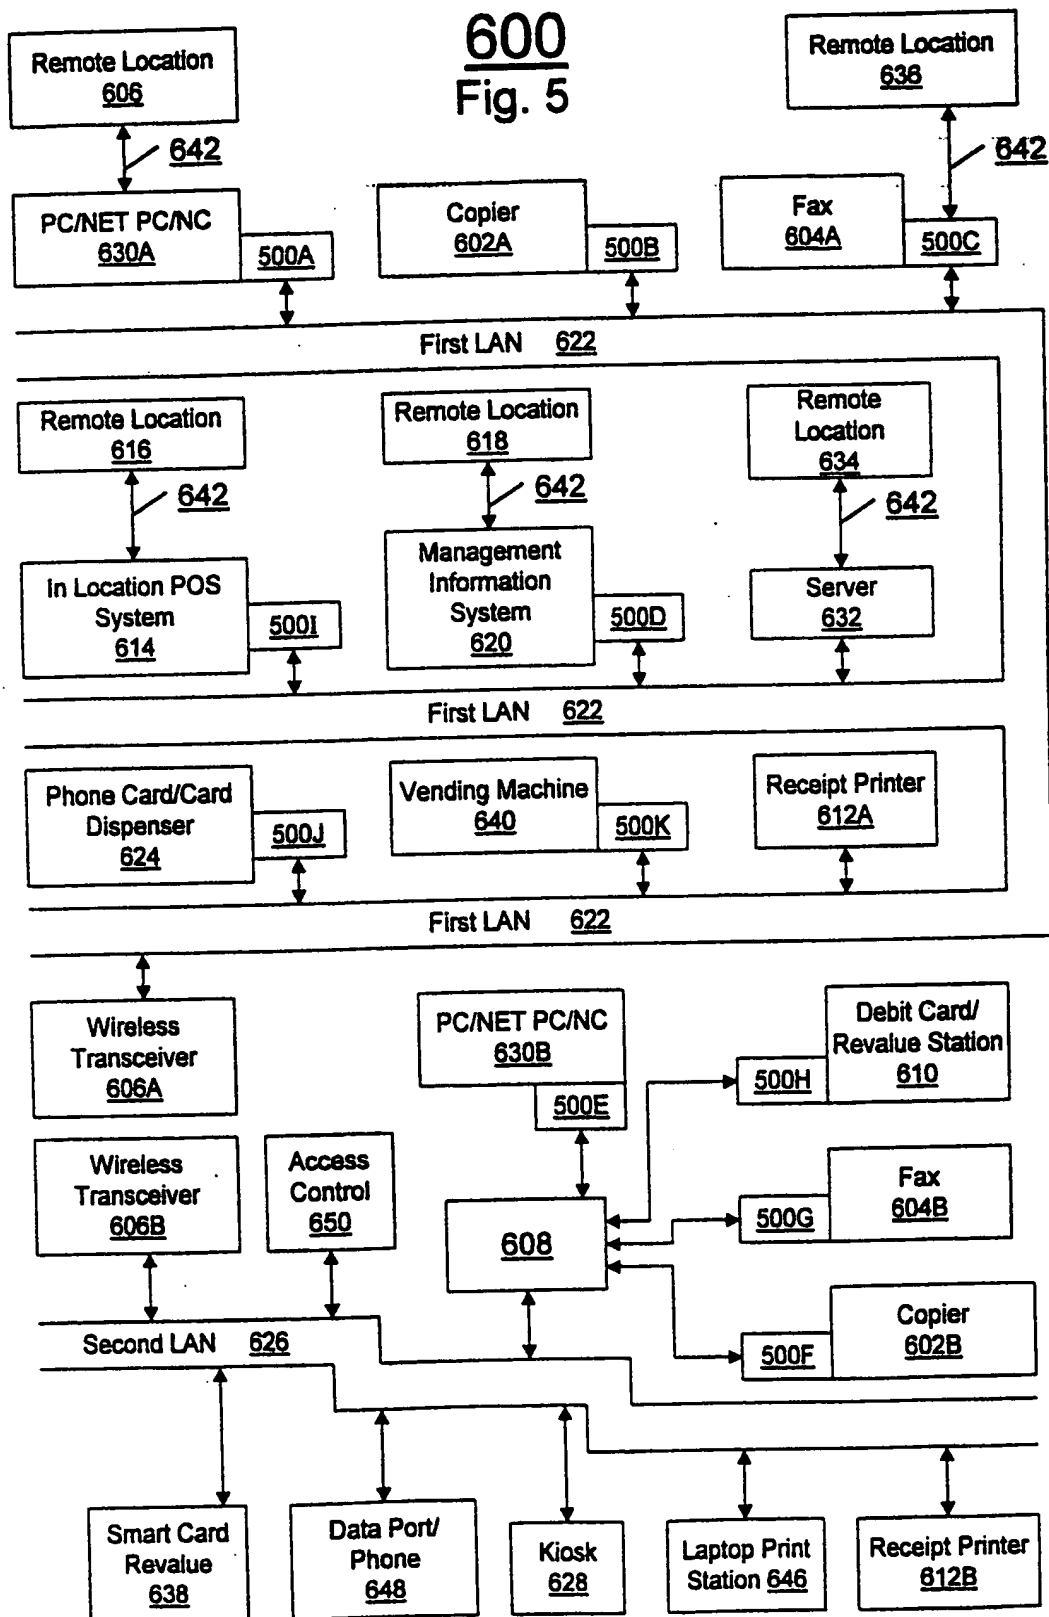 600
Fig. 5
Remote Location
606
Remote Location
636
642
642
PC/NET PC/NC
630A
500A
Copier
602A
500B
Fax
604A
500C
First LAN 622
Remote Location
616
Remote Location
618
Remote
Location
634
642
642
642
In Location POS
System
614
500I
Management
Information
System
620
500D
Server
632
First LAN 622
Phone Card/Card
Dispenser
624
500J
Vending Machine
640
500K
Receipt Printer
612A
First LAN 622
Wireless
Transceiver
606A
PC/NET PC/NC
630B
500E
Debit Card/
Revalue Station
610
500H
Wireless
Transceiver
606B
Access
Control
650
608
Fax
604B
500G
Copier
602B
500F
Second LAN 626
Smart Card
Revalue
638
Data Port/
Phone
648
Kiosk
628
Laptop Print
Station 646
Receipt Printer
612B